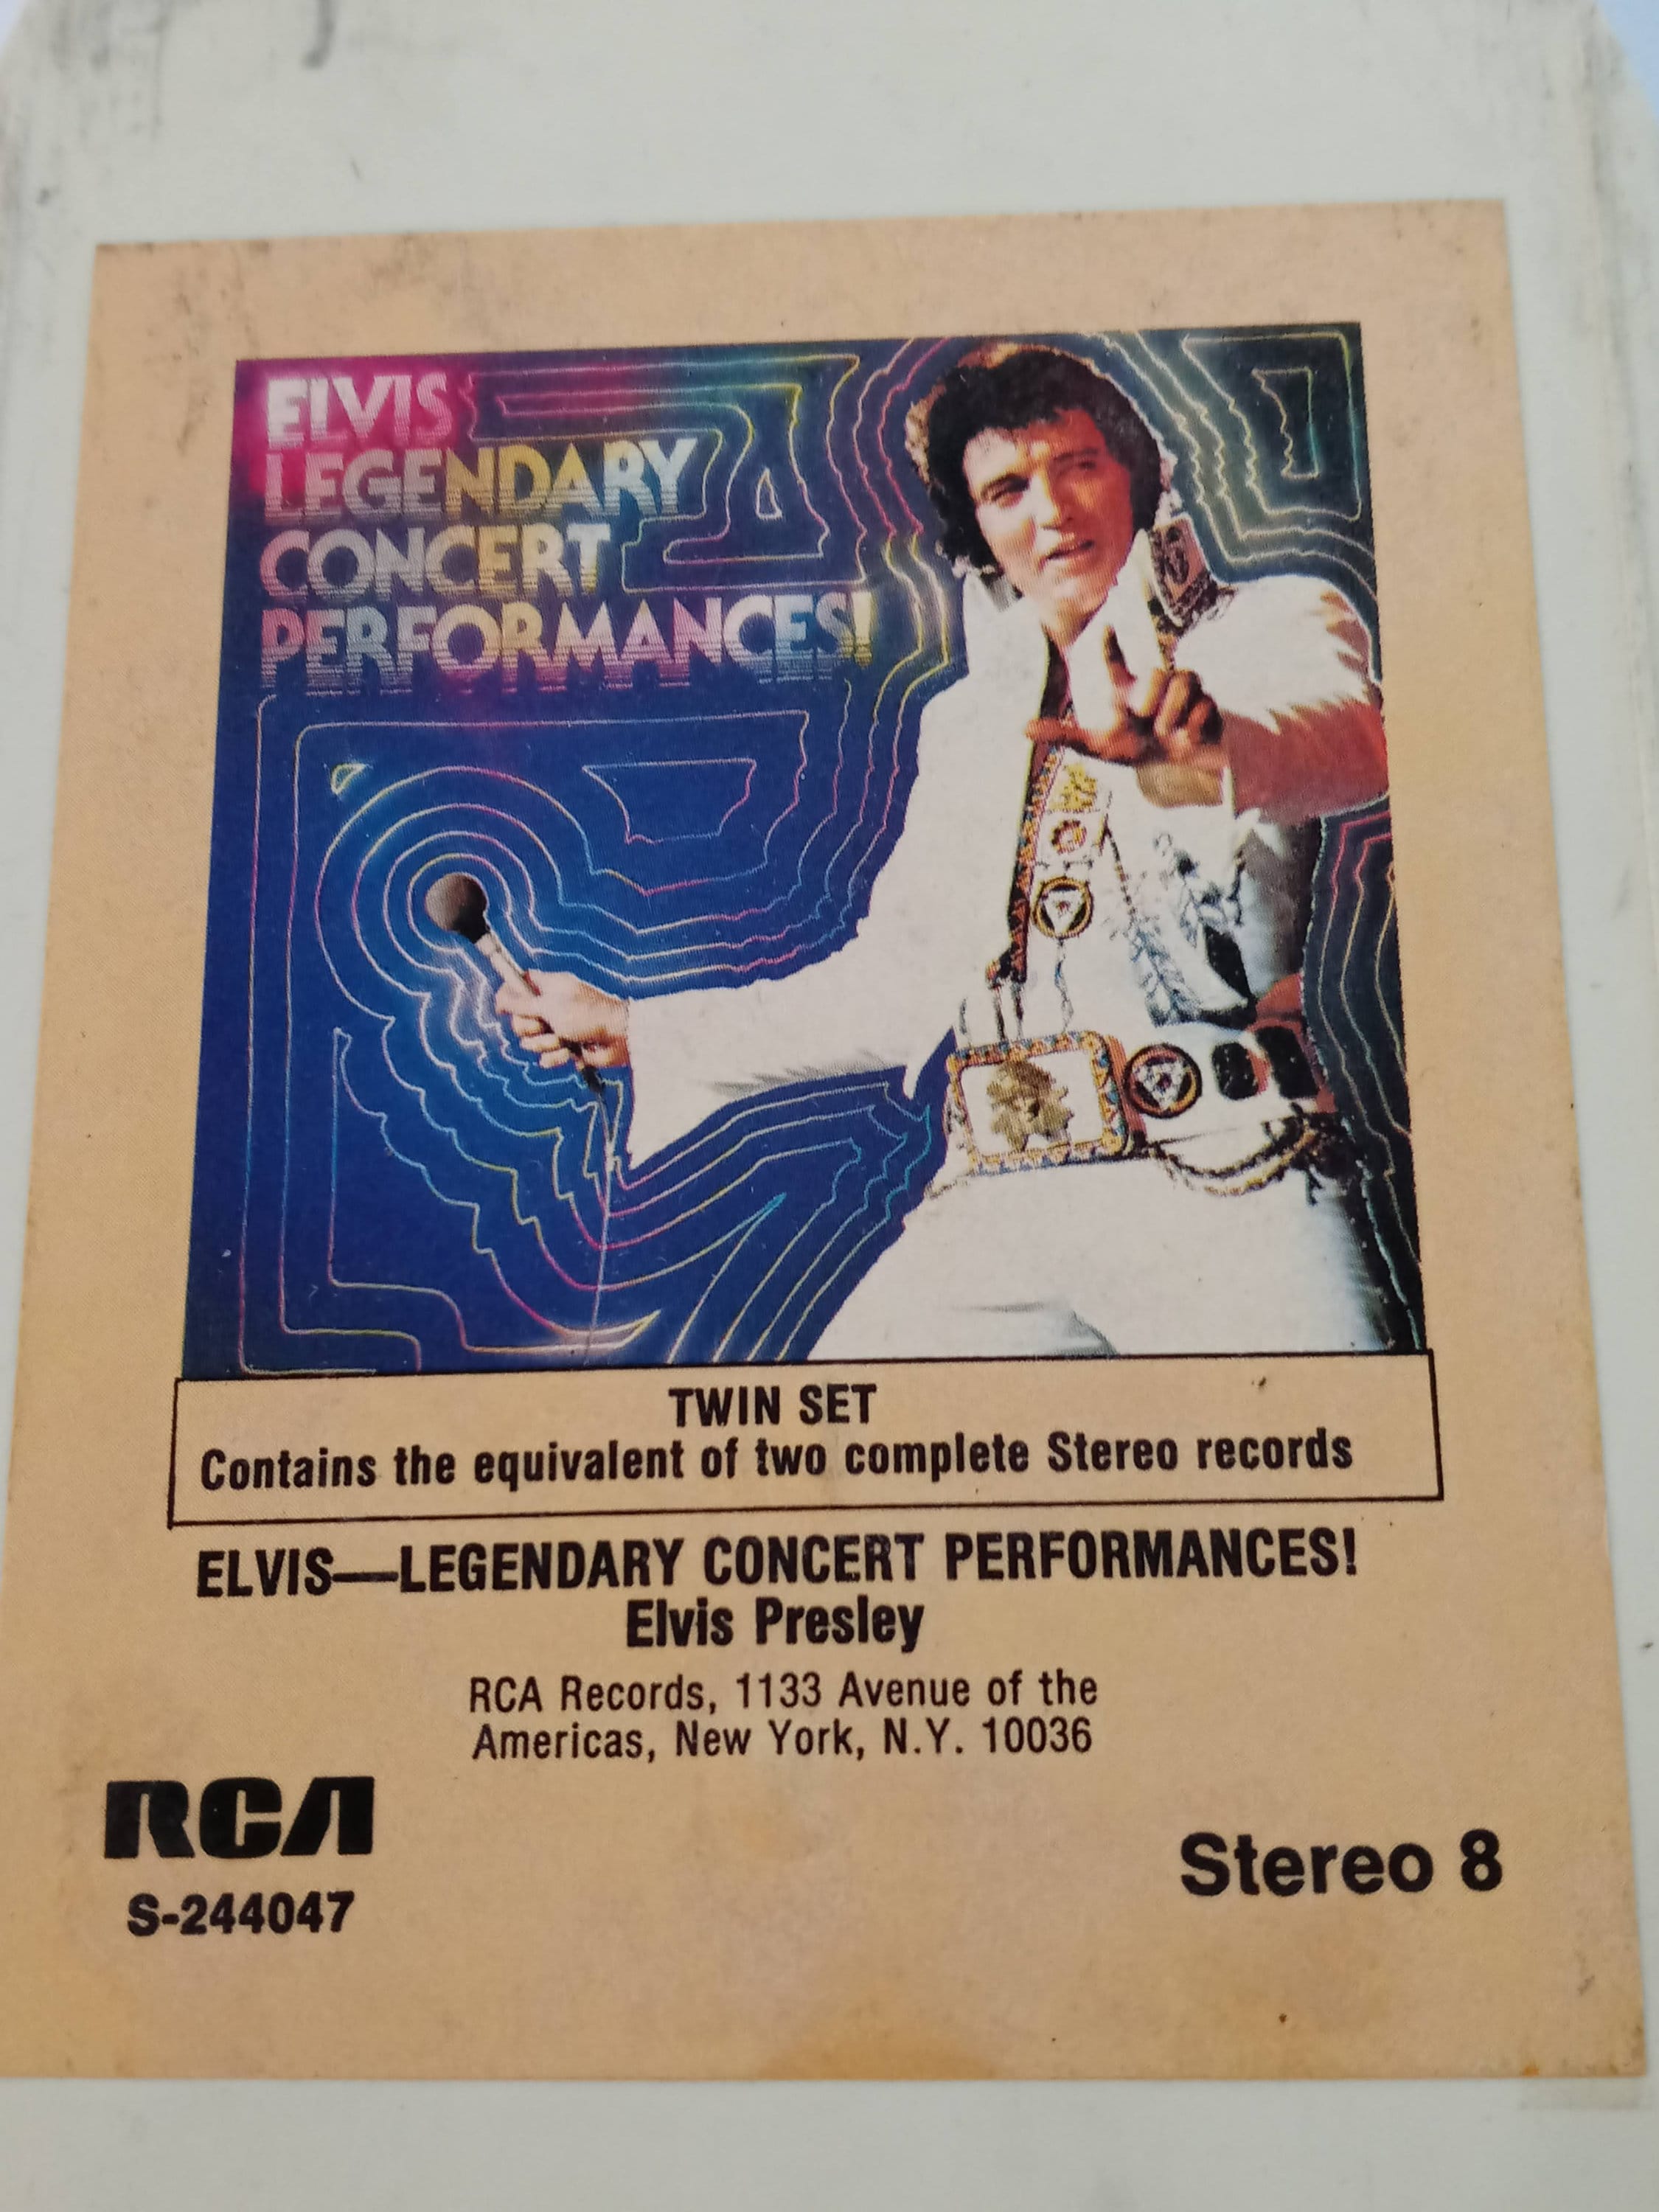 ELVIS
LEGENDARY
CONCERT
PERFORMANCES!
TWIN SET
Contains the equivalent of two complete Stereo records
ELVIS—LEGENDARY CONCERT PERFORMANCES!
Elvis Presley
RCA Records, 1133 Avenue of the
Americas, New York, N.Y. 10036
RCA
S-244047
Stereo 8